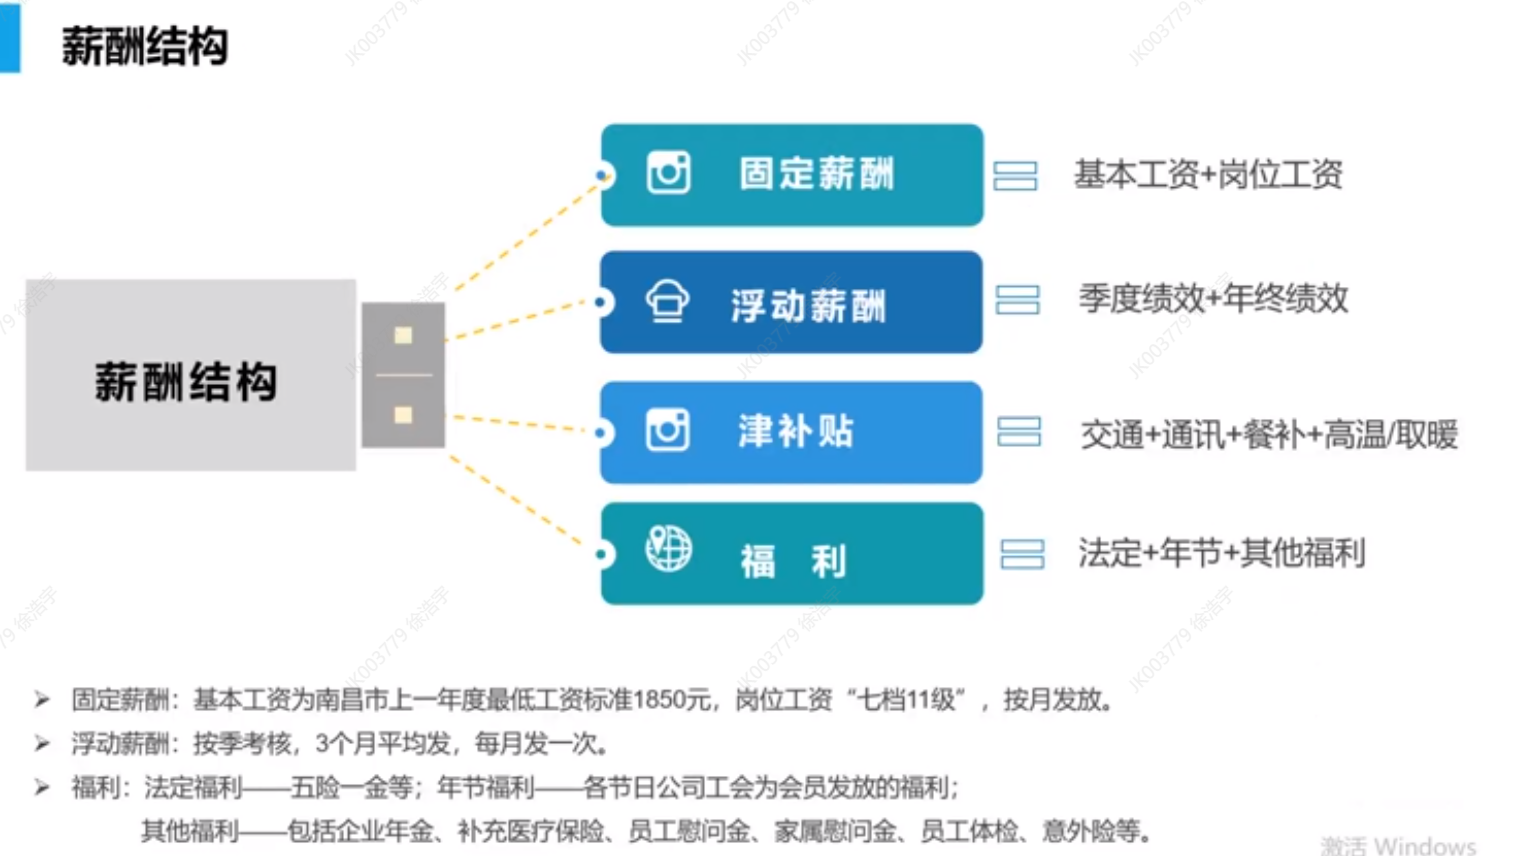 薪酬结构
固定薪酬
基本工资+岗位工资
浮动薪酬
季度绩效+年终绩效
薪酬结构
津补贴
交通+通讯+餐补+高温/取暖
福 利
法定+年节+其他福利
固定薪酬：基本工资为南昌市上一年度最低工资标准1850元，岗位工资“七档11级”，按月发放。
浮动薪酬：按季考核，3个月平均发，每月发一次。
福利：法定福利——五险一金等；年节福利——各节日公司工会为会员发放的福利；
其他福利——包括企业年金、补充医疗保险、员工慰问金、家属慰问金、员工体检、意外险等。
激活 Windows
JK003779 徐浩宇